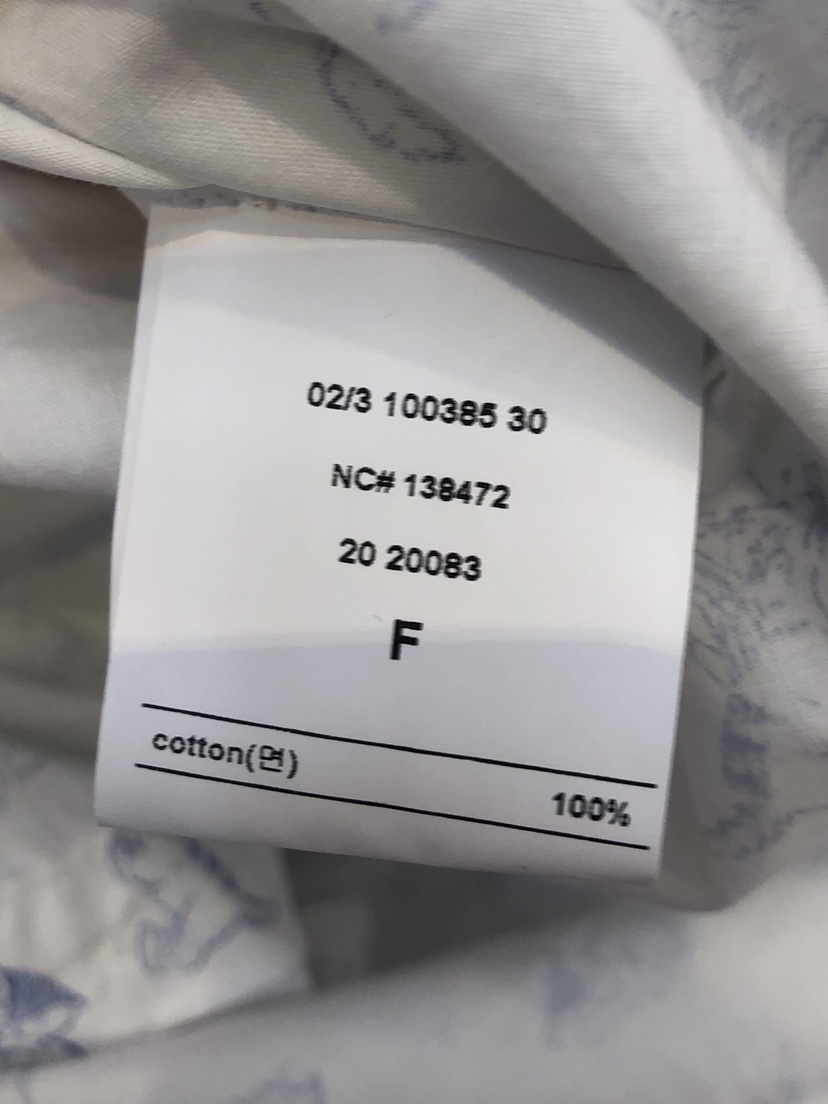 02/3 100385 30
NC# 138472
20 20083
F
cotton(면)
100%